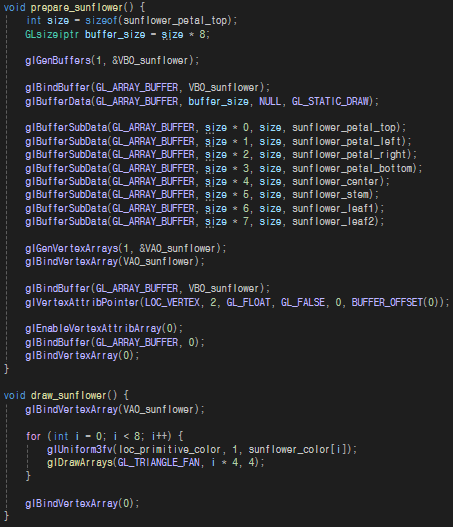 void prepare_sunflower() {
    int size = sizeof(sunflower_petal_top);
    GLsizeiptr buffer_size = size * 8;

    glGenBuffers(1, &VBO_sunflower);

    glBindBuffer(GL_ARRAY_BUFFER, VBO_sunflower);
    glBufferData(GL_ARRAY_BUFFER, buffer_size, NULL, GL_STATIC_DRAW);

    glBufferSubData(GL_ARRAY_BUFFER, size * 0, size, sunflower_petal_top);
    glBufferSubData(GL_ARRAY_BUFFER, size * 1, size, sunflower_petal_left);
    glBufferSubData(GL_ARRAY_BUFFER, size * 2, size, sunflower_petal_right);
    glBufferSubData(GL_ARRAY_BUFFER, size * 3, size, sunflower_petal_bottom);
    glBufferSubData(GL_ARRAY_BUFFER, size * 4, size, sunflower_center);
    glBufferSubData(GL_ARRAY_BUFFER, size * 5, size, sunflower_stem);
    glBufferSubData(GL_ARRAY_BUFFER, size * 6, size, sunflower_leaf1);
    glBufferSubData(GL_ARRAY_BUFFER, size * 7, size, sunflower_leaf2);

    glGenVertexArrays(1, &VAO_sunflower);
    glBindVertexArray(VAO_sunflower);

    glBindBuffer(GL_ARRAY_BUFFER, VBO_sunflower);
    glVertexAttribPointer(LOC_VERTEX, 2, GL_FLOAT, GL_FALSE, 0, BUFFER_OFFSET(0));

    glEnableVertexAttribArray(0);
    glBindBuffer(GL_ARRAY_BUFFER, 0);
    glBindVertexArray(0);
}

void draw_sunflower() {
    glBindVertexArray(VAO_sunflower);

    for (int i = 0; i < 8; i++) {
        glUniform3fv(loc_primitive_color, 1, sunflower_color[i]);
        glDrawArrays(GL_TRIANGLE_FAN, i * 4, 4);
    }

    glBindVertexArray(0);
}